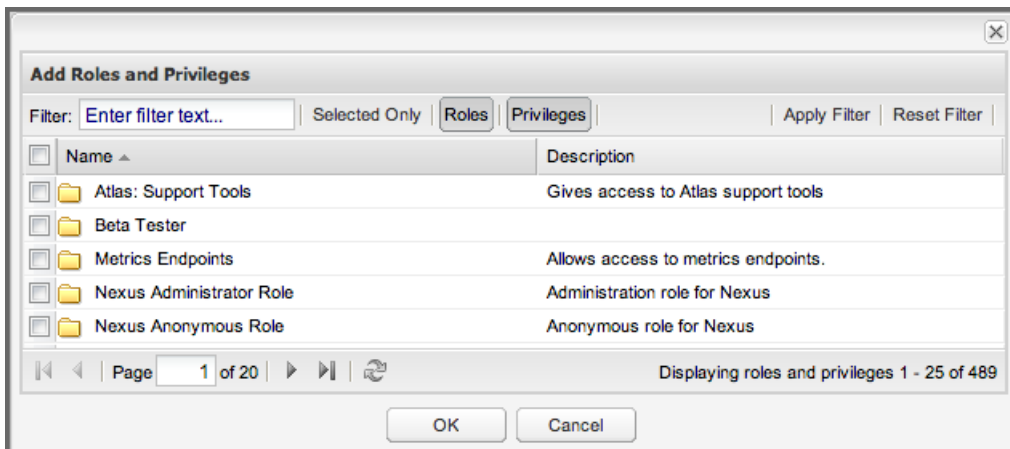 Add Roles and Privileges
Filter: Enter filter text... Selected Only Roles Privileges Apply Filter Reset Filter
Name Description
Atlas: Support Tools Gives access to Atlas support tools
Beta Tester
Metrics Endpoints Allows access to metrics endpoints.
Nexus Administrator Role Administration role for Nexus
Nexus Anonymous Role Anonymous role for Nexus
Page 1 of 20 Displaying roles and privileges 1 - 25 of 489
OK Cancel